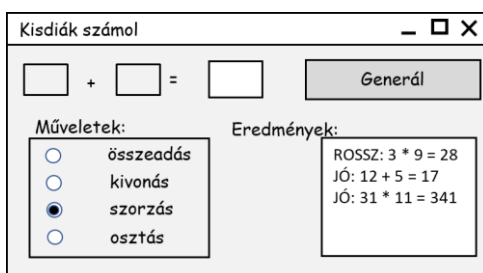 Kisdiák számol
+ =
Generál
Műveletek:
összeadás
kivonás
szorzás
osztás
Eredmények:
ROSSZ: 3 * 9 = 28
JÓ: 12 + 5 = 17
JÓ: 31 * 11 = 341